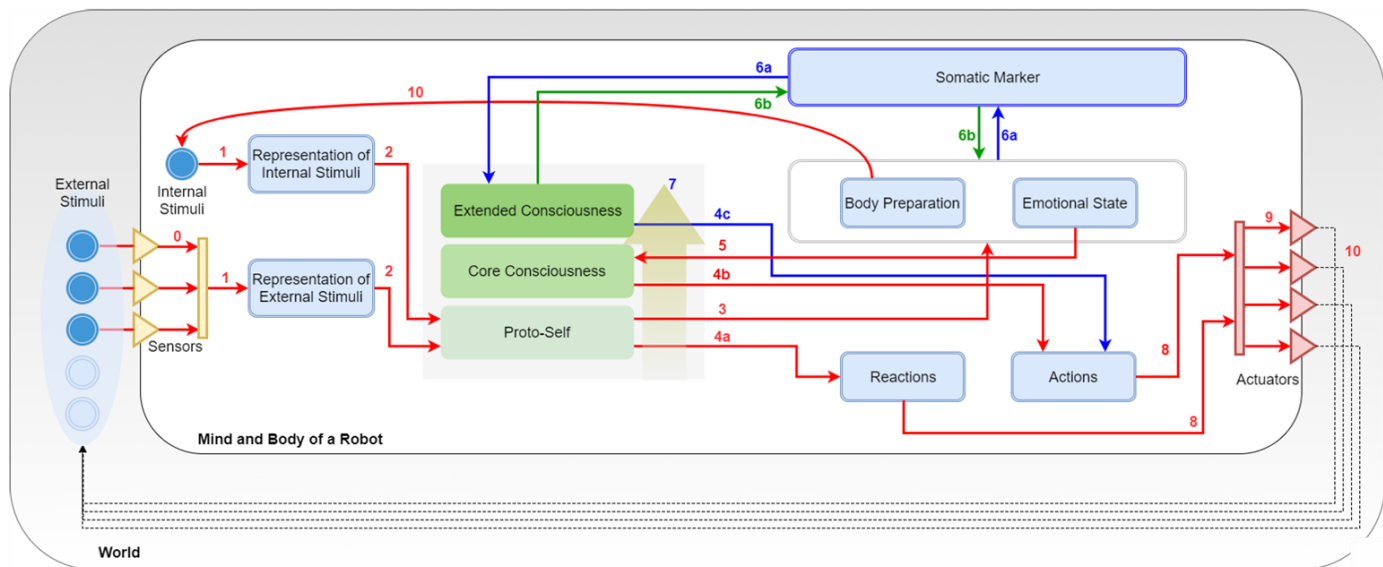 6a
Somatic Marker
10
6b
6b
6a
1
Representation of
Internal Stimuli
2
External
Stimuli
Internal
Stimuli
7
Extended Consciousness
4c
Body Preparation
Emotional State
0
9
5
10
Core Consciousness
4b
1
Representation of
External Stimuli
2
3
Proto-Self
4a
Sensors
8
Reactions
Actions
Actuators
8
Mind and Body of a Robot
World